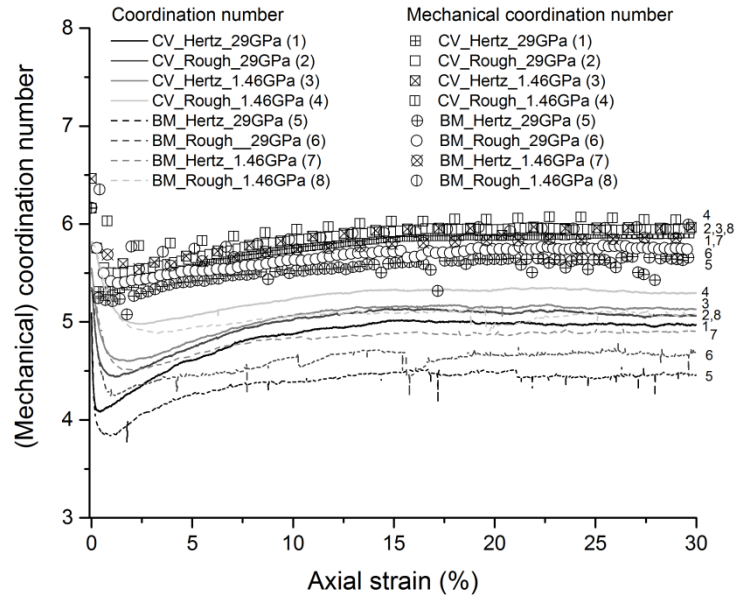 Coordination number
CV_Hertz_29GPa (1)
CV_Rough_29GPa (2)
CV_Hertz_1.46GPa (3)
CV_Rough_1.46GPa (4)
BM_Hertz_29GPa (5)
BM_Rough__29GPa (6)
BM_Hertz_1.46GPa (7)
BM_Rough_1.46GPa (8)
Mechanical coordination number
CV_Hertz_29GPa (1)
CV_Rough_29GPa (2)
CV_Hertz_1.46GPa (3)
CV_Rough_1.46GPa (4)
BM_Hertz_29GPa (5)
BM_Rough_29GPa (6)
BM_Hertz_1.46GPa (7)
BM_Rough_1.46GPa (8)
(Mechanical) coordination number
8
7
6
5
4
3
4
2,3,8
1,7
6
5
4
3
2,8
1
7
6
5
0
5
10
15
20
25
30
Axial strain (%)